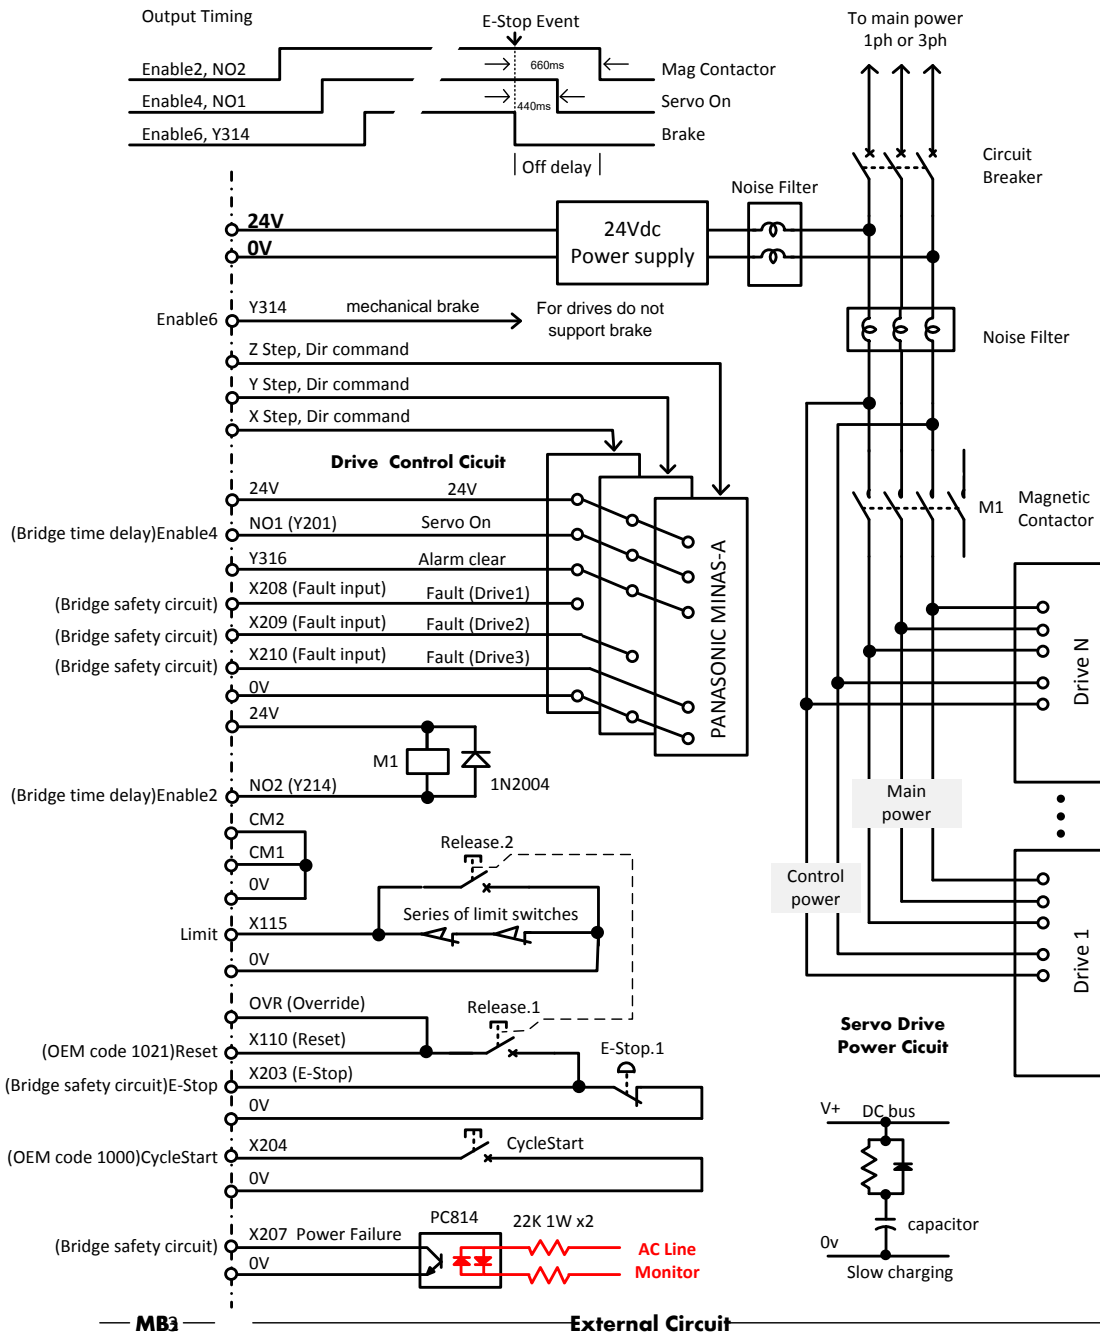 Output Timing
E-Stop Event
To main power
1ph or 3ph
Enable2, NO2
660ms
Mag Contactor
Enable4, NO1
440ms
Servo On
Enable6, Y314
Brake
Off delay
Circuit
Breaker
Noise Filter
24V
0V
24Vdc
Power supply
Enable6
Y314
mechanical brake
For drives do not
support brake
Noise Filter
Z Step, Dir command
Y Step, Dir command
X Step, Dir command
Drive Control Cicuit
24V
24V
(Bridge time delay)Enable4
NO1 (Y201)
Servo On
Y316
Alarm clear
(Bridge safety circuit)
X208 (Fault input)
Fault (Drive1)
(Bridge safety circuit)
X209 (Fault input)
Fault (Drive2)
(Bridge safety circuit)
X210 (Fault input)
Fault (Drive3)
0V
PANASONIC MINAS-A
M1
Magnetic
Contactor
24V
M1
1N2004
(Bridge time delay)Enable2
NO2 (Y214)
Drive N
Main
power
CM2
CM1
0V
Release.2
Series of limit switches
Limit
X115
0V
Control
power
Drive 1
OVR (Override)
Release.1
(OEM code 1021)Reset
X110 (Reset)
E-Stop.1
(Bridge safety circuit)E-Stop
X203 (E-Stop)
0V
Servo Drive
Power Cicuit
(OEM code 1000)CycleStart
X204
CycleStart
0V
V+
DC bus
capacitor
0v
Slow charging
PC814
22K 1W x2
(Bridge safety circuit)
X207 Power Failure
0V
AC Line
Monitor
External Circuit